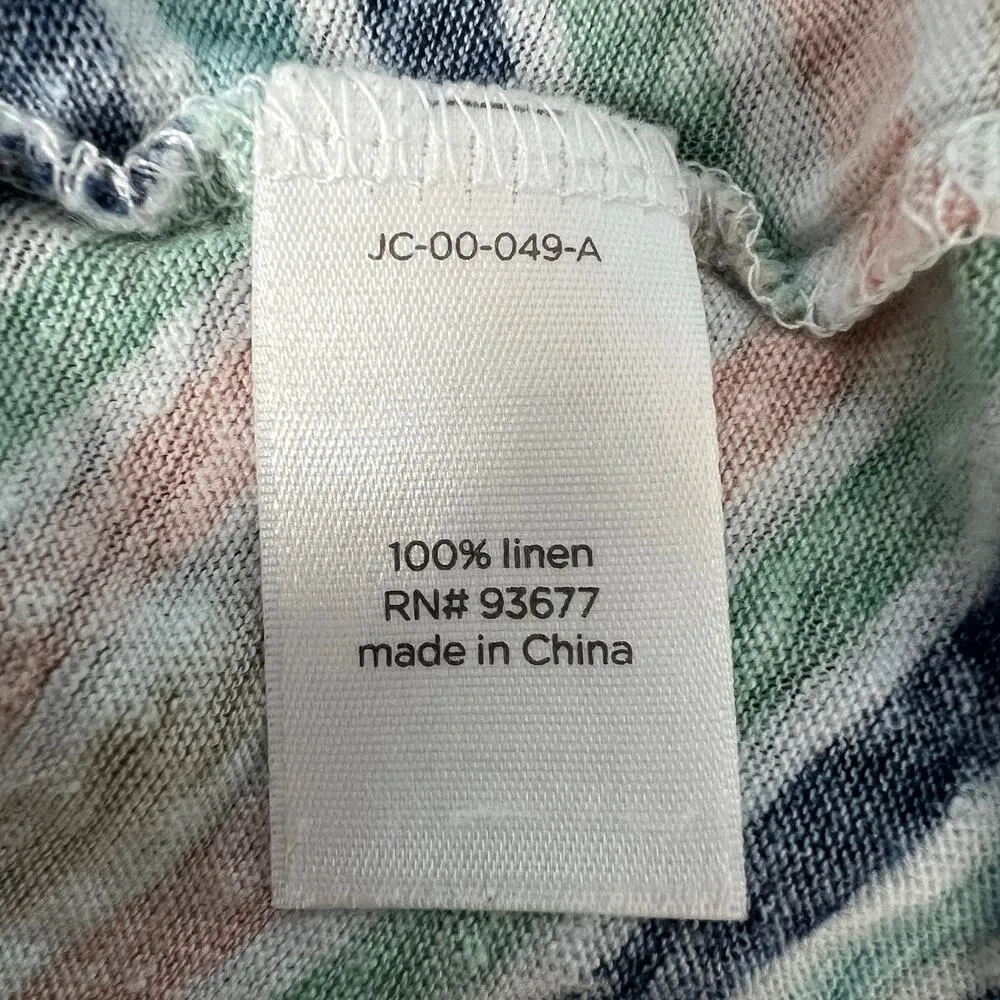 JC-00-049-A
100% linen
RN# 93677
made in China